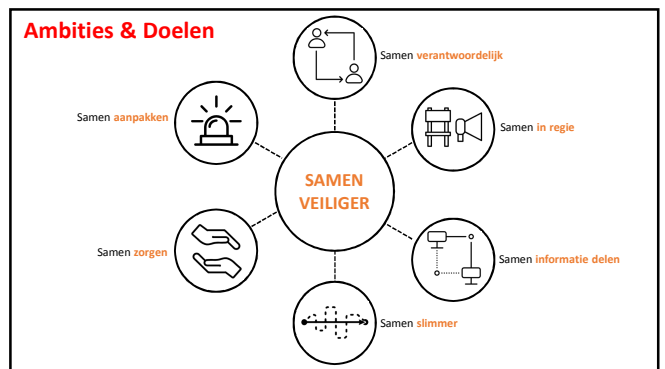 Ambities & Doelen
Samen verantwoordelijk
Samen aanpakken
Samen in regie
SAMEN
VEILIGER
Samen zorgen
Samen informatie delen
Samen slimmer